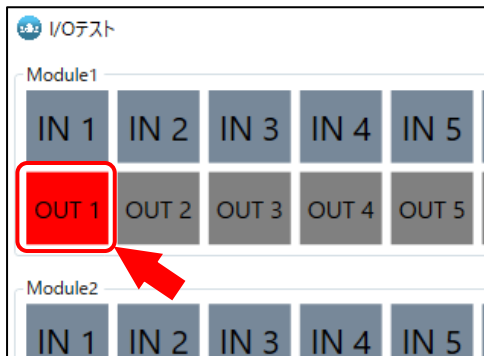 I/Oテスト
Module1
IN 1 IN 2 IN 3 IN 4 IN 5
OUT 1 OUT 2 OUT 3 OUT 4 OUT 5
Module2
IN 1 IN 2 IN 3 IN 4 IN 5